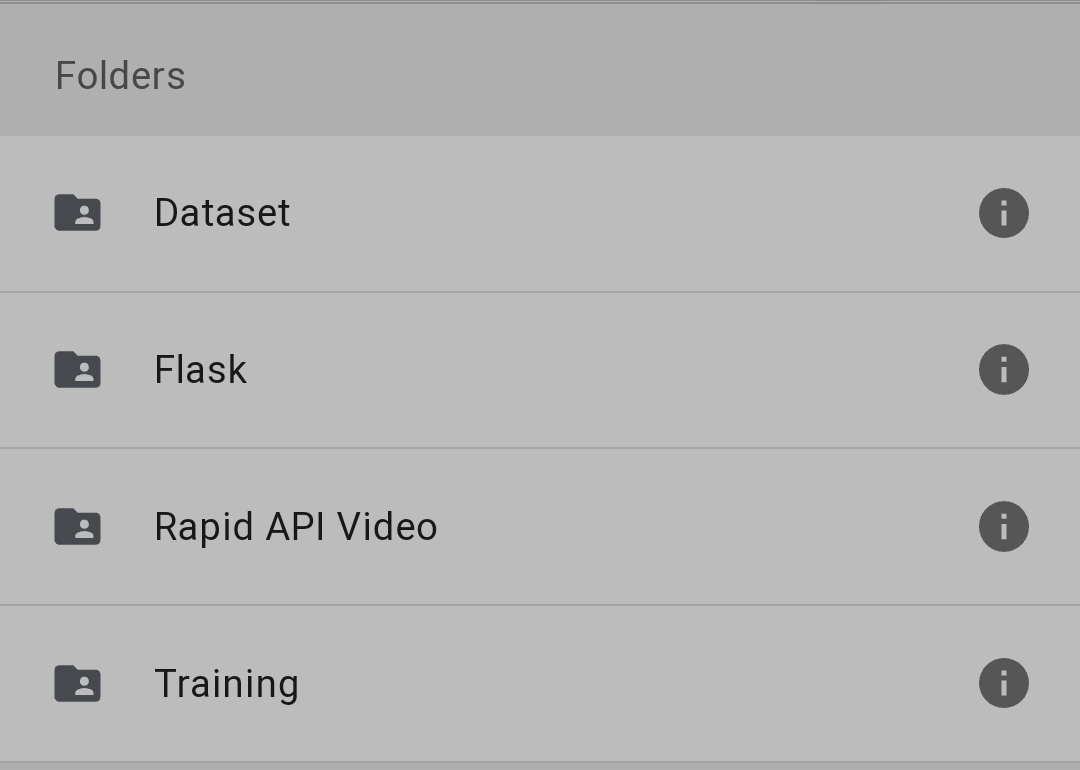 Folders
Dataset
Flask
Rapid API Video
Training